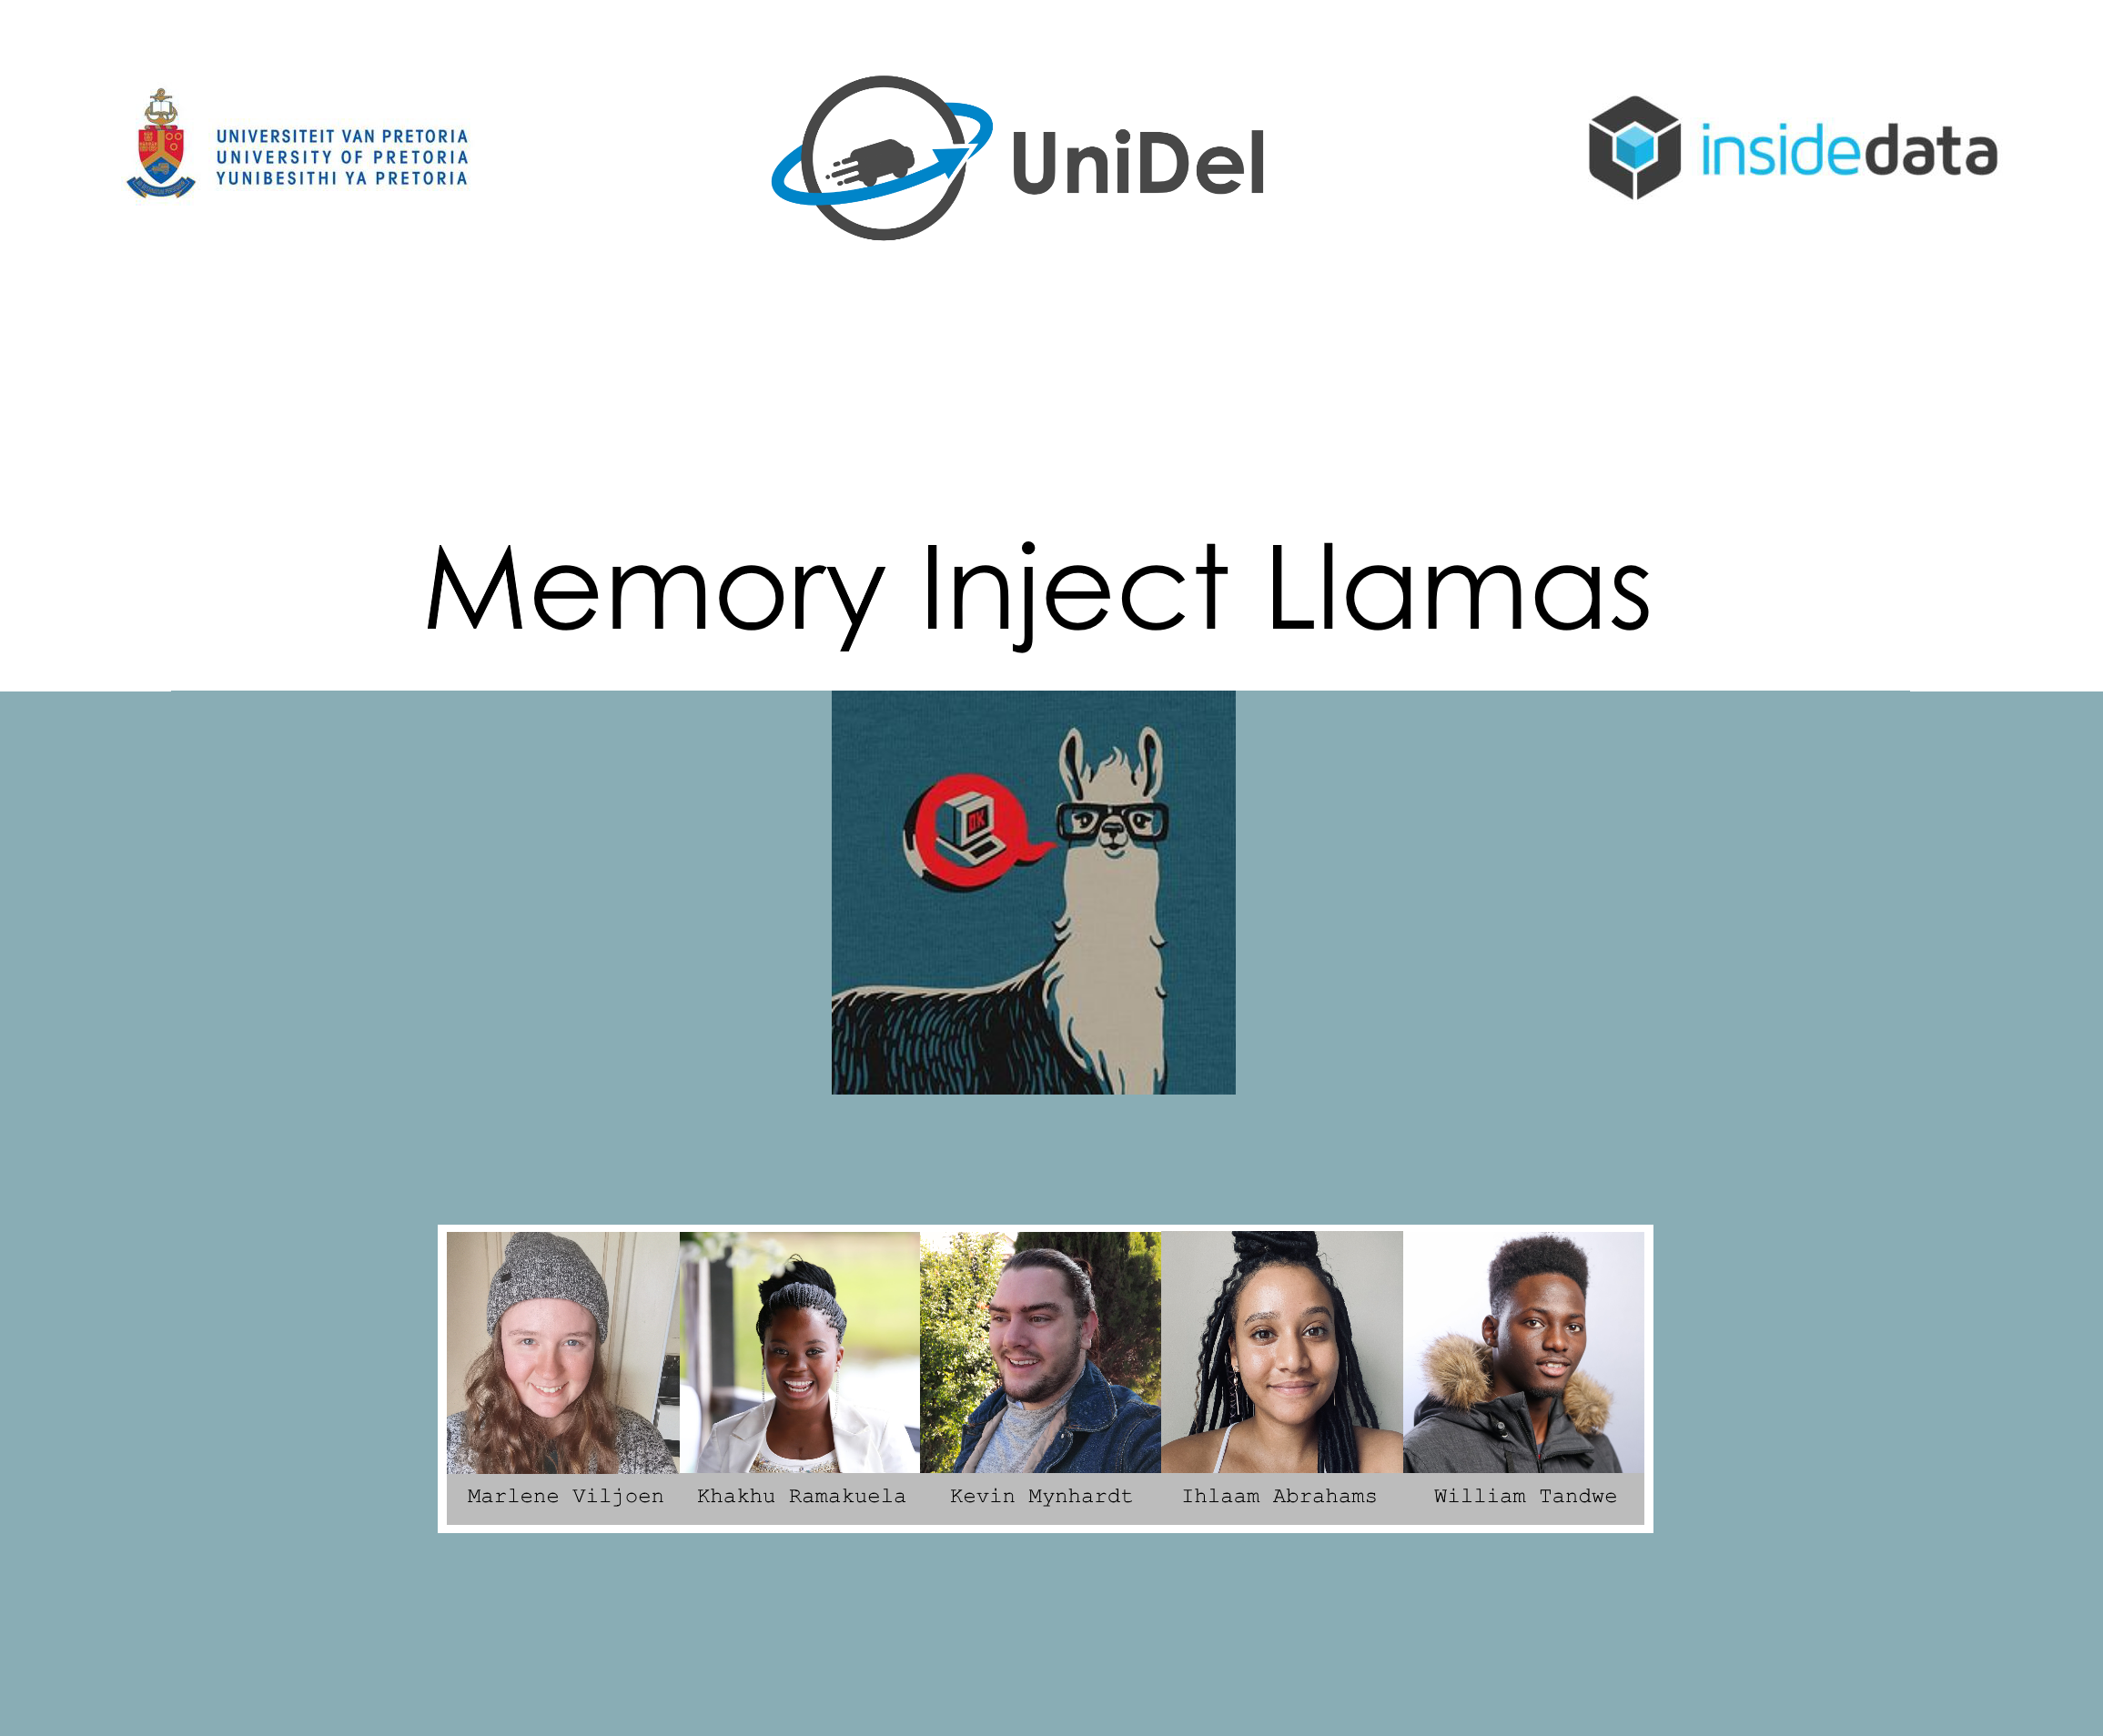 UNIVERSITEIT VAN PRETORIA
UNIVERSITY OF PRETORIA
YUNIBESITHI YA PRETORIA
UniDel
insidedata
Memory Inject Llamas
OK
Marlene Viljoen
Khakhu Ramakuela
Kevin Mynhardt
Ihlaam Abrahams
William Tandwe